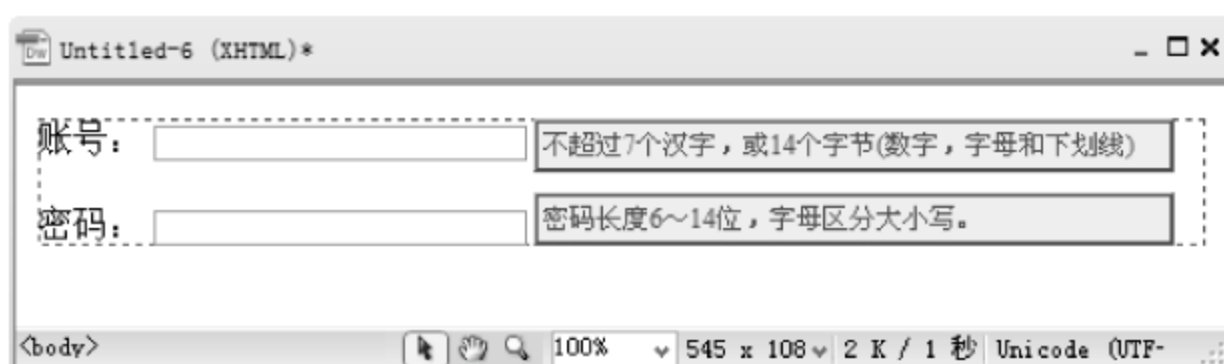 Dw Untitled-6 (XHTML)*
账号： 不超过7个汉字，或14个字节(数字，字母和下划线)
密码： 密码长度6～14位，字母区分大小写。
<body> 100% 545 x 108 2 K / 1 秒 Unicode (UTF-